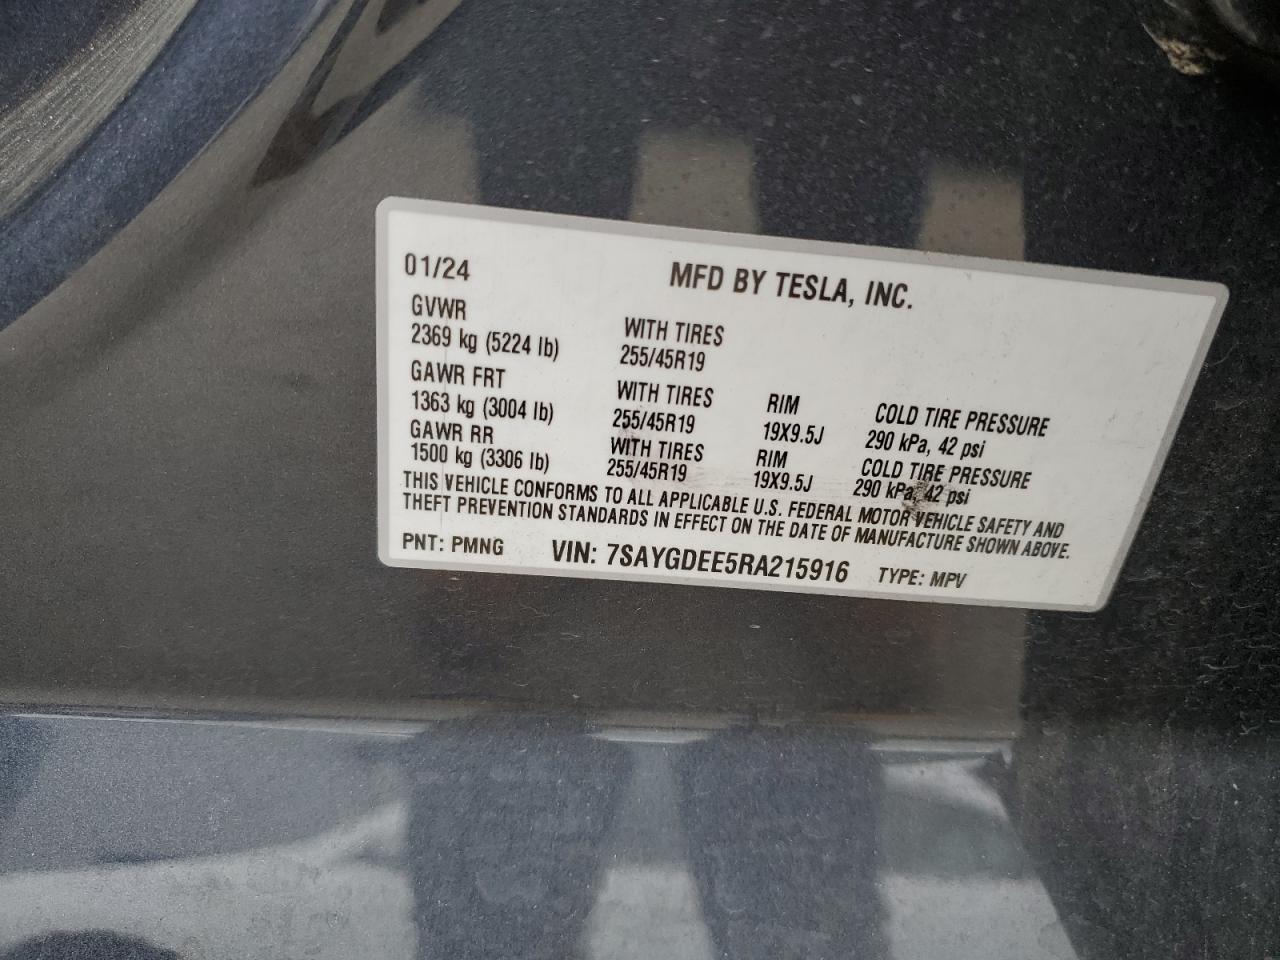 01/24 MFD BY TESLA, INC.
GVWR
2369 kg (5224 lb) WITH TIRES
255/45R19
GAWR FRT WITH TIRES RIM COLD TIRE PRESSURE
1363 kg (3004 lb) 255/45R19 19X9.5J 290 kPa, 42 psi
GAWR RR WITH TIRES RIM COLD TIRE PRESSURE
1500 kg (3306 lb) 255/45R19 19X9.5J 290 kPa, 42 psi
THIS VEHICLE CONFORMS TO ALL APPLICABLE U.S. FEDERAL MOTOR VEHICLE SAFETY AND
THEFT PREVENTION STANDARDS IN EFFECT ON THE DATE OF MANUFACTURE SHOWN ABOVE.
PNT: PMNG VIN: 7SAYGDEE5RA215916 TYPE: MPV